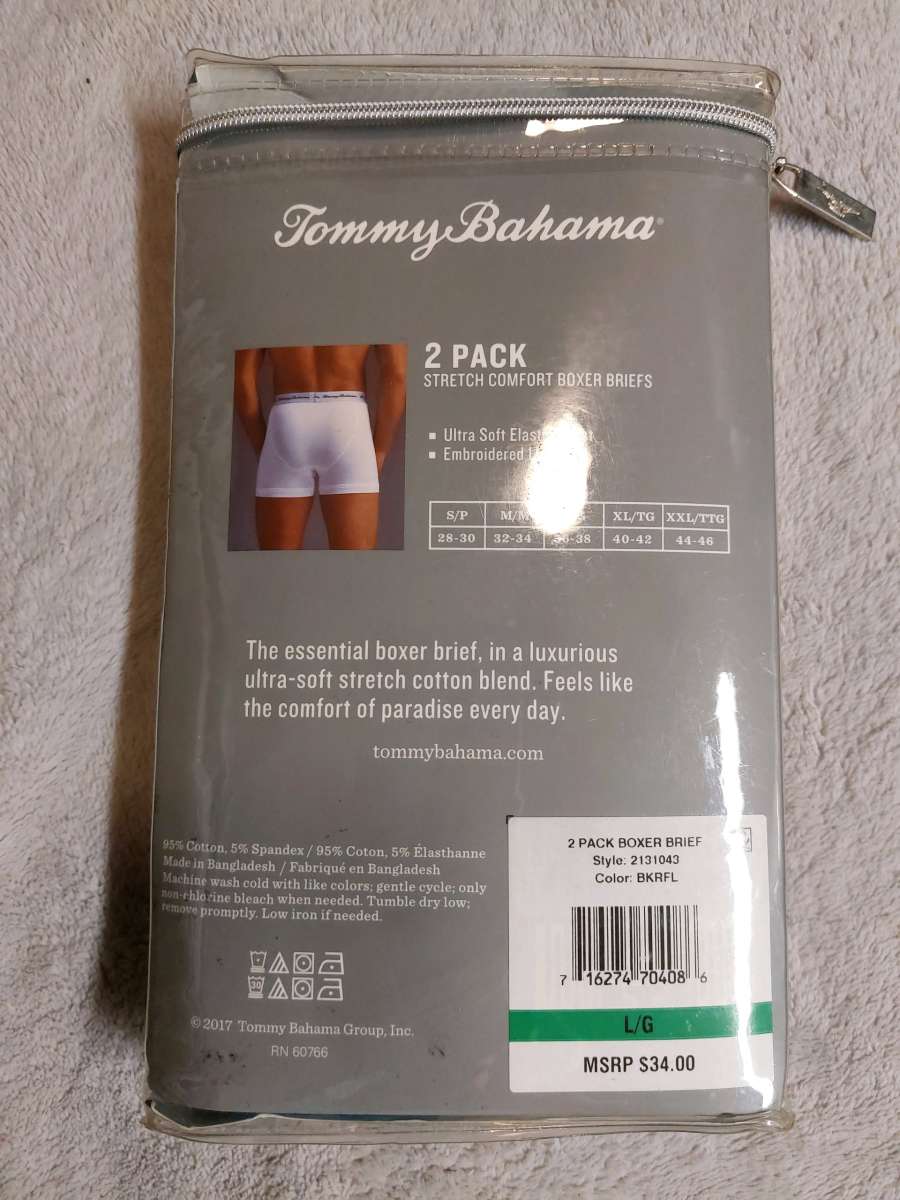 Tommy Bahama
2 PACK
STRETCH COMFORT BOXER BRIEFS
Tommy Bahama Tommy Bahama
▪ Ultra Soft
▪ Embroidered
S/P XL/TG XXL/TTG
28-30 32-34 36-38 40-42 44-46
The essential boxer brief, in a luxurious
ultra-soft stretch cotton blend. Feels like
the comfort of paradise every day.
tommybahama.com
95% Cotton, 5% Spandex / 95% Coton, 5% Élasthanne
Made in Bangladesh / Fabriqué en Bangladesh
Machine wash cold with like colors; gentle cycle; only
non-chlorine bleach when needed. Tumble dry low;
remove promptly. Low iron if needed.
30
© 2017 Tommy Bahama Group, Inc.
RN 60766
2 PACK BOXER BRIEF
Style: 2131043
Color: BKRFL
7 16274 70408 6
L/G
MSRP $34.00